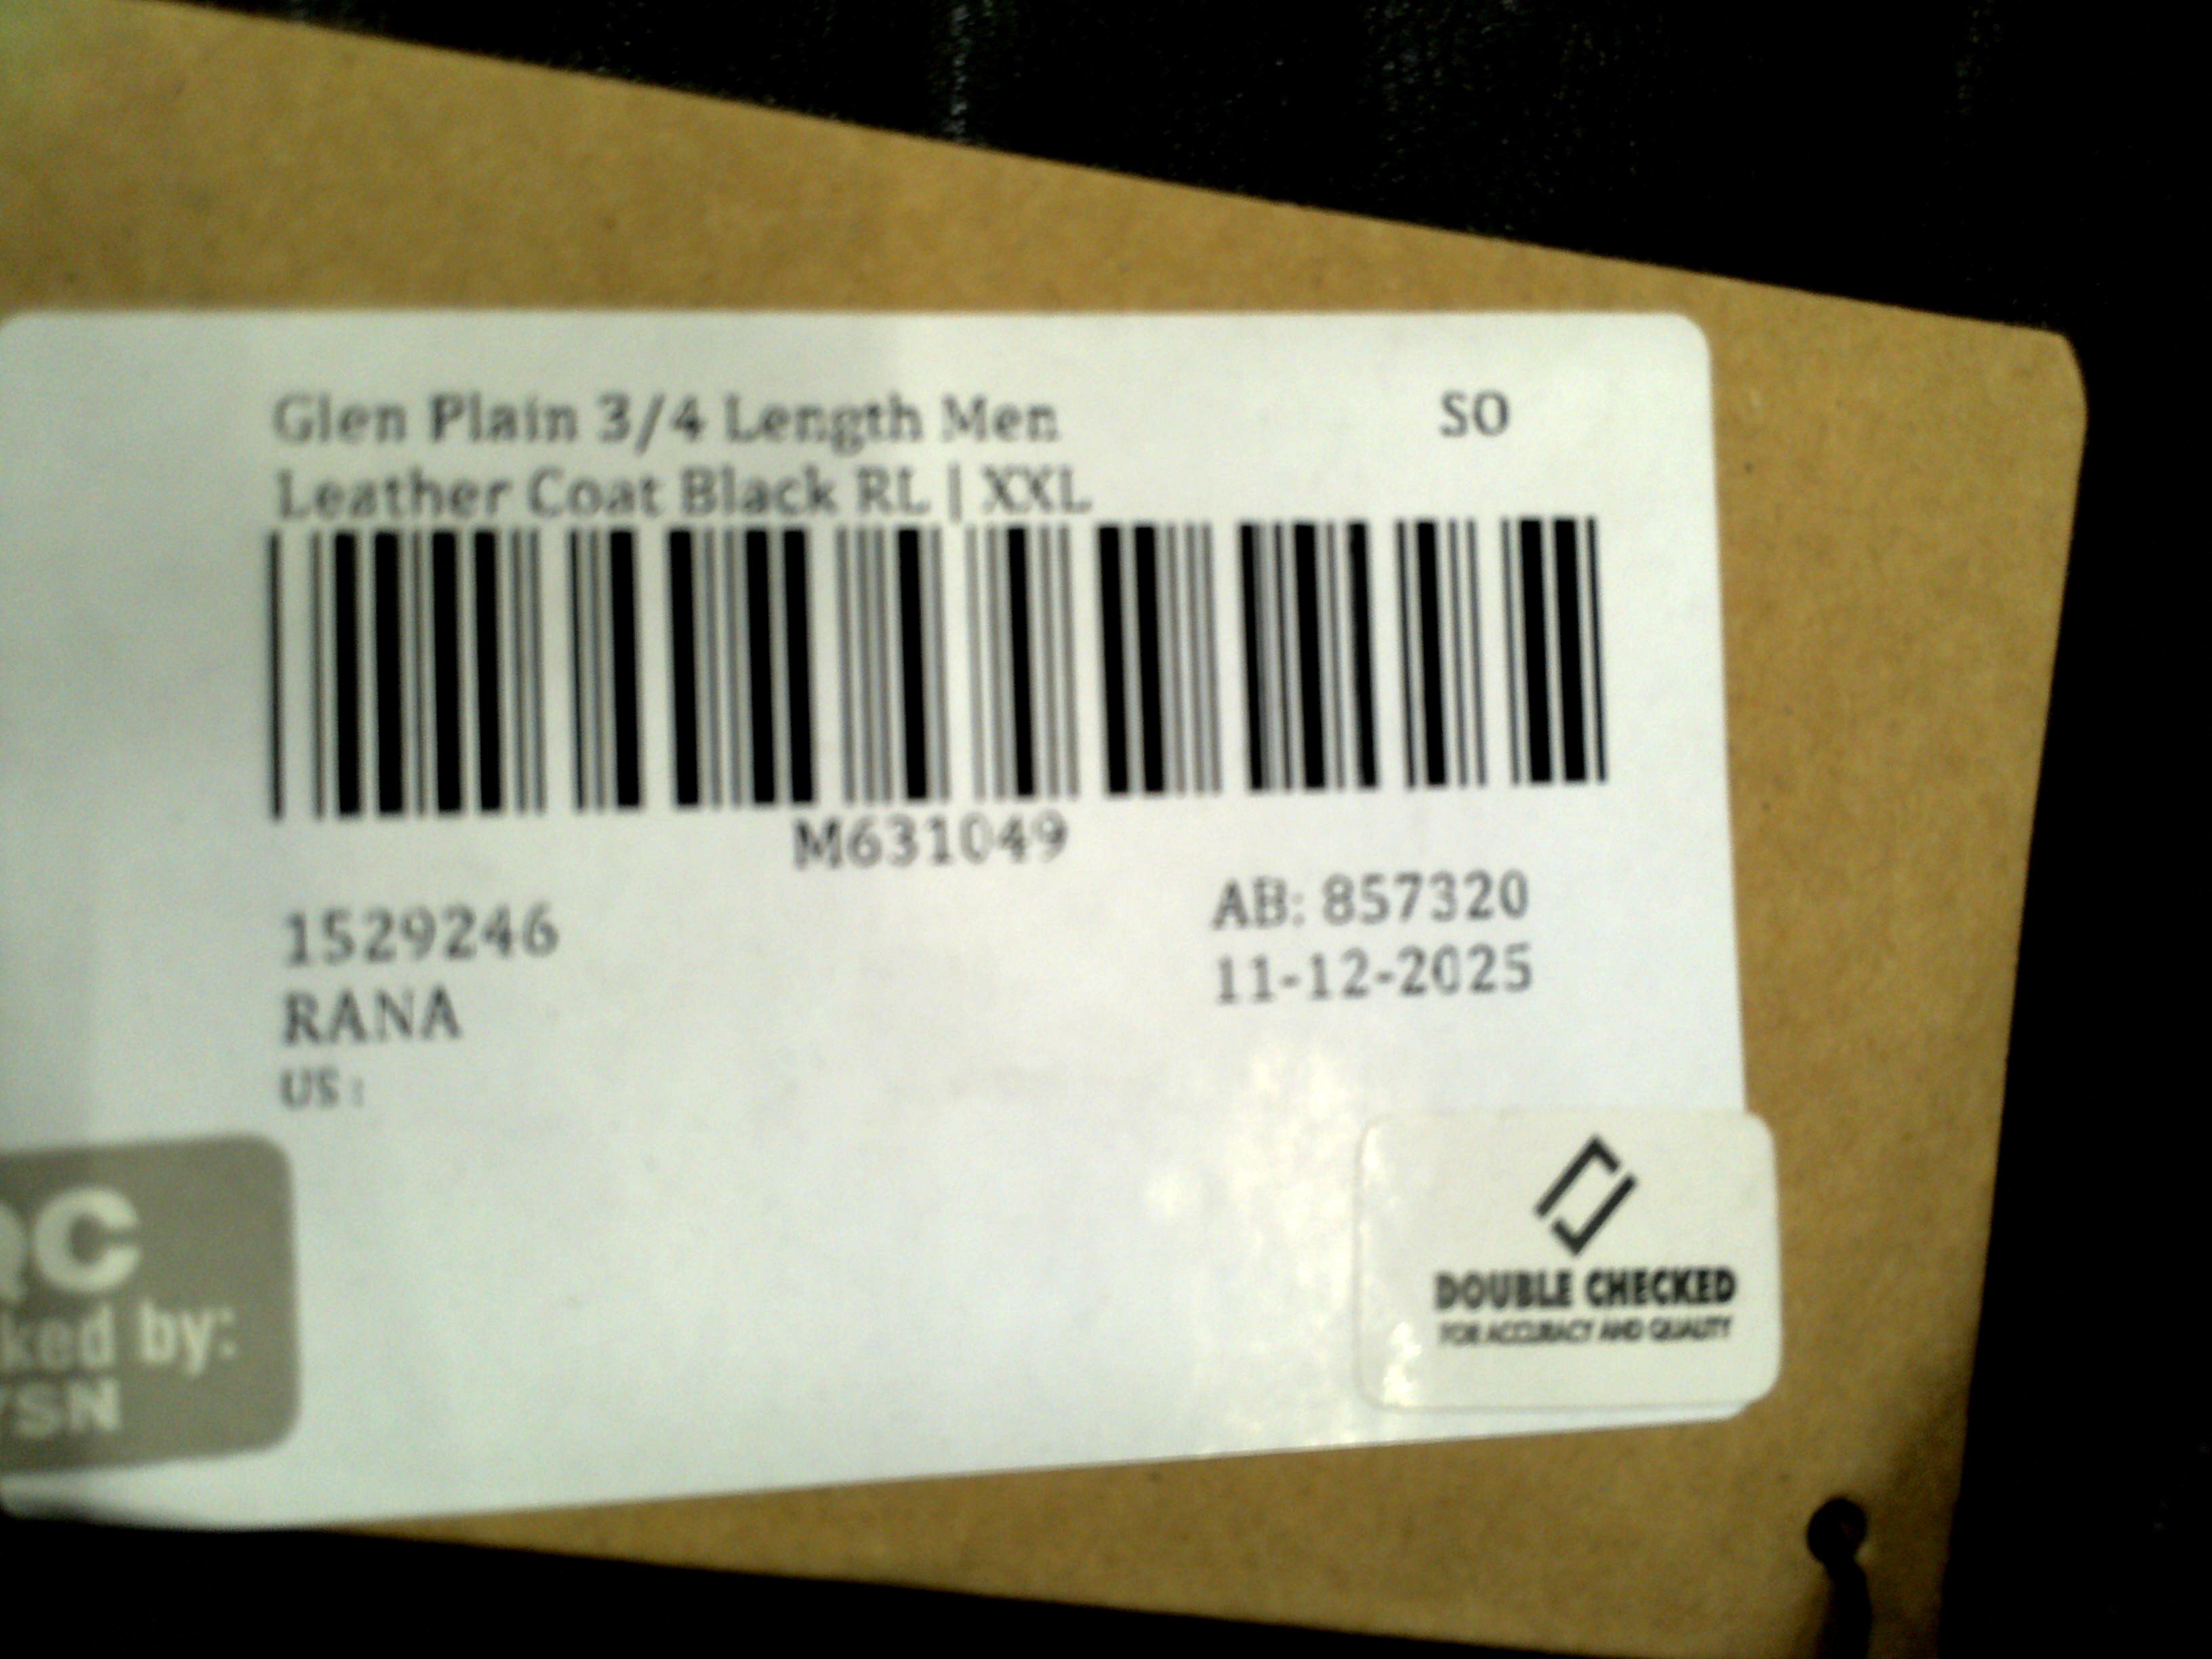 Glen Plain 3/4 Length Men
Leather Coat Black RL | XXL
SO
M631049
1529246
RANA
US :
AB: 857320
11-12-2025
QC
ked by:
YSN
DOUBLE CHECKED
FOR ACCURACY AND QUALITY